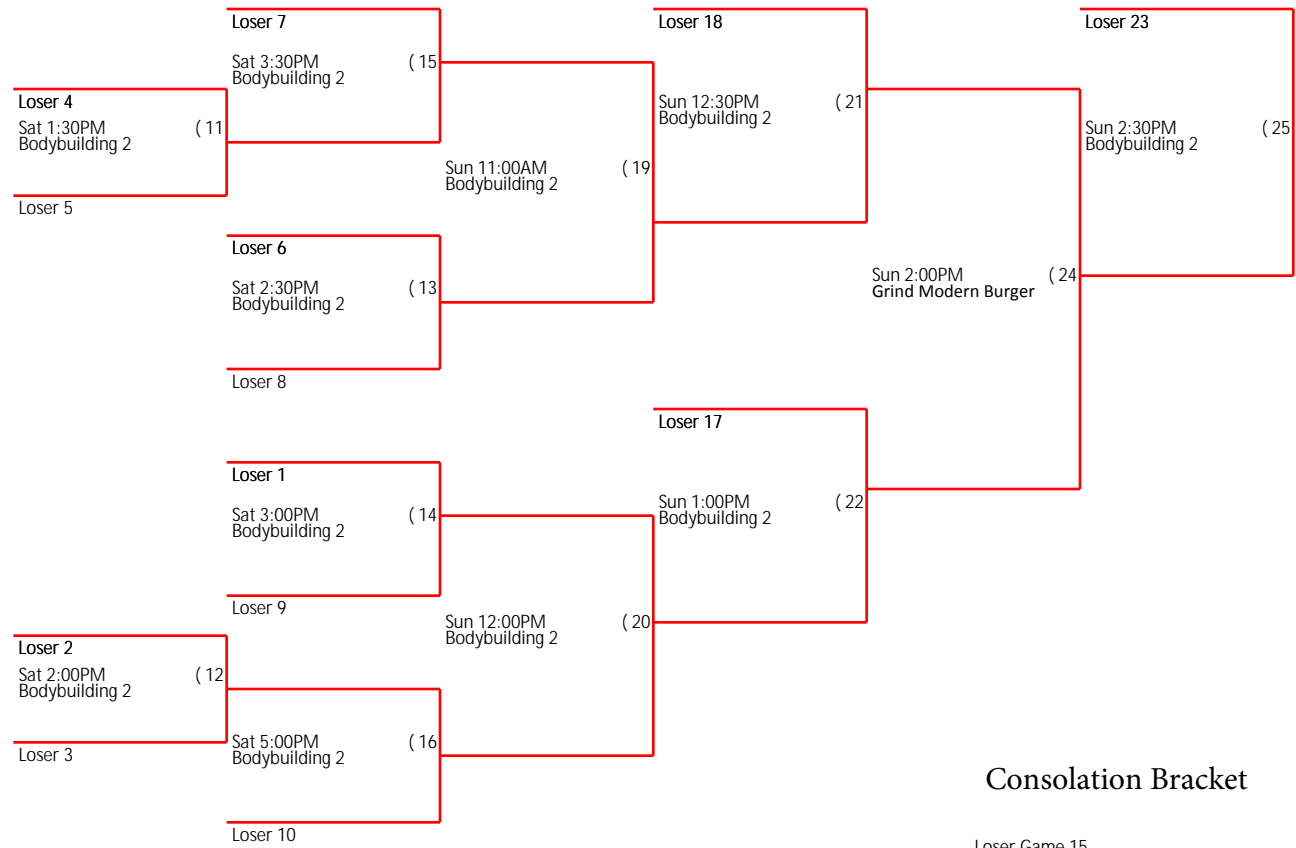 Loser 7
Sat 3:30PM
( 15
Bodybuilding 2
Loser 4
Sat 1:30PM
( 11
Bodybuilding 2
Loser 5
Loser 6
Sat 2:30PM
( 13
Bodybuilding 2
Loser 8
Sun 11:00AM
( 19
Bodybuilding 2
Loser 18
Sun 12:30PM
( 21
Bodybuilding 2
Loser 23
Sun 2:30PM
( 25
Bodybuilding 2
Sun 2:00PM
( 24
Grind Modern Burger
Loser 17
Sun 1:00PM
( 22
Bodybuilding 2
Loser 1
Sat 3:00PM
( 14
Bodybuilding 2
Loser 9
Sun 12:00PM
( 20
Bodybuilding 2
Loser 2
Sat 2:00PM
( 12
Bodybuilding 2
Loser 3
Sat 5:00PM
( 16
Bodybuilding 2
Loser 10
Consolation Bracket
Loser Game 15